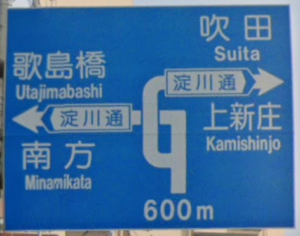 吹田
Suita
歌島橋
Utajimabashi
淀川通
淀川通
上新庄
Kamishinjo
南方
Minamikata
600m